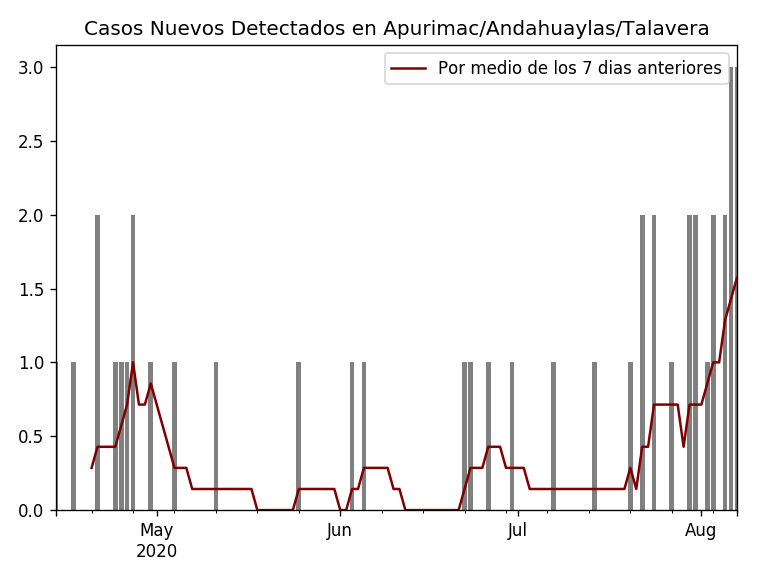 Casos Nuevos Detectados en Apurimac/Andahuaylas/Talavera
Por medio de los 7 dias anteriores
3.0
2.5
2.0
1.5
1.0
0.5
0.0
May
2020
Jun
Jul
Aug